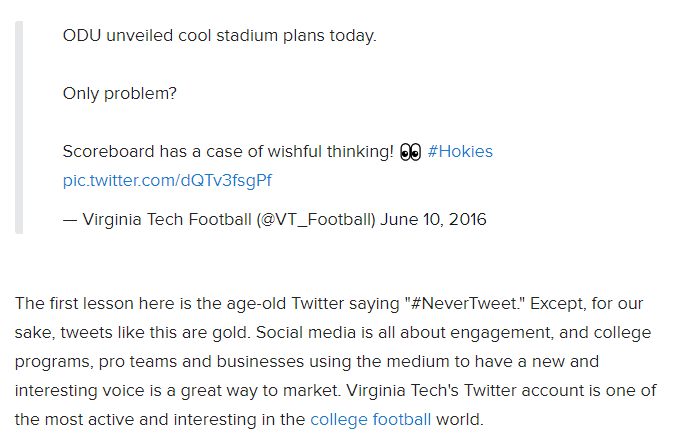 ODU unveiled cool stadium plans today.
Only problem?
Scoreboard has a case of wishful thinking! 👀 #Hokies
pic.twitter.com/dQTv3fsgPf
— Virginia Tech Football (@VT_Football) June 10, 2016
The first lesson here is the age-old Twitter saying "#NeverTweet." Except, for our
sake, tweets like this are gold. Social media is all about engagement, and college
programs, pro teams and businesses using the medium to have a new and
interesting voice is a great way to market. Virginia Tech's Twitter account is one of
the most active and interesting in the college football world.